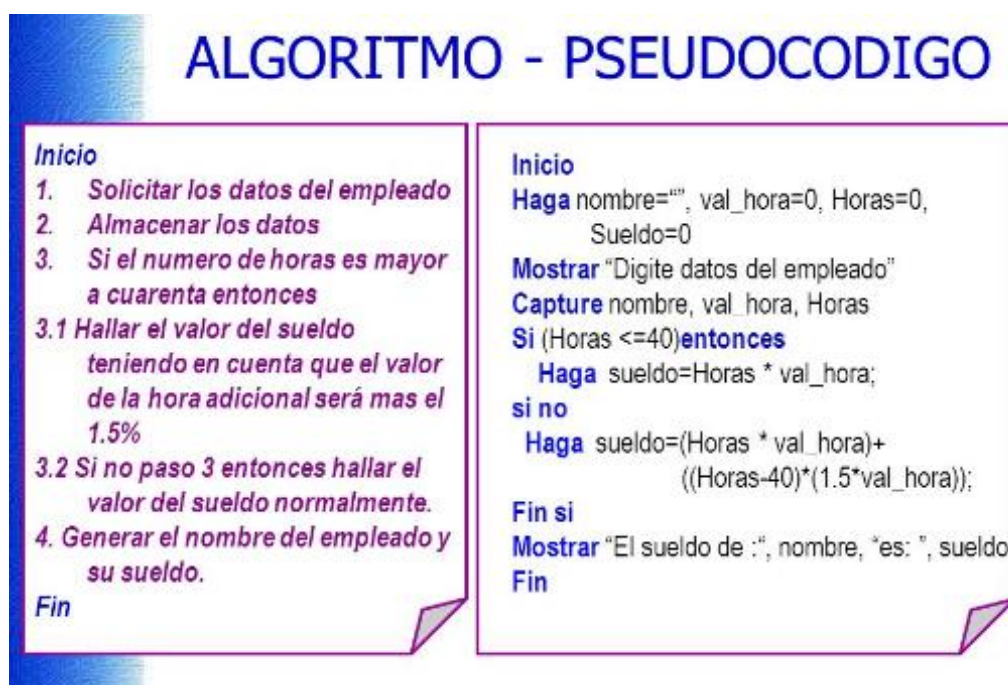 ALGORITMO - PSEUDOCODIGO
Inicio
1. Solicitar los datos del empleado
2. Almacenar los datos
3. Si el numero de horas es mayor
a cuarenta entonces
3.1 Hallar el valor del sueldo
teniendo en cuenta que el valor
de la hora adicional será mas el
1.5%
3.2 Si no paso 3 entonces hallar el
valor del sueldo normalmente.
4. Generar el nombre del empleado y
su sueldo.
Fin
Inicio
Haga nombre="", val_hora=0, Horas=0,
Sueldo=0
Mostrar "Digite datos del empleado"
Capture nombre, val_hora, Horas
Si (Horas <=40)entonces
Haga sueldo=Horas * val_hora;
si no
Haga sueldo=(Horas * val_hora)+
((Horas-40)*(1.5*val_hora));
Fin si
Mostrar "El sueldo de :", nombre, "es: ", sueldo
Fin